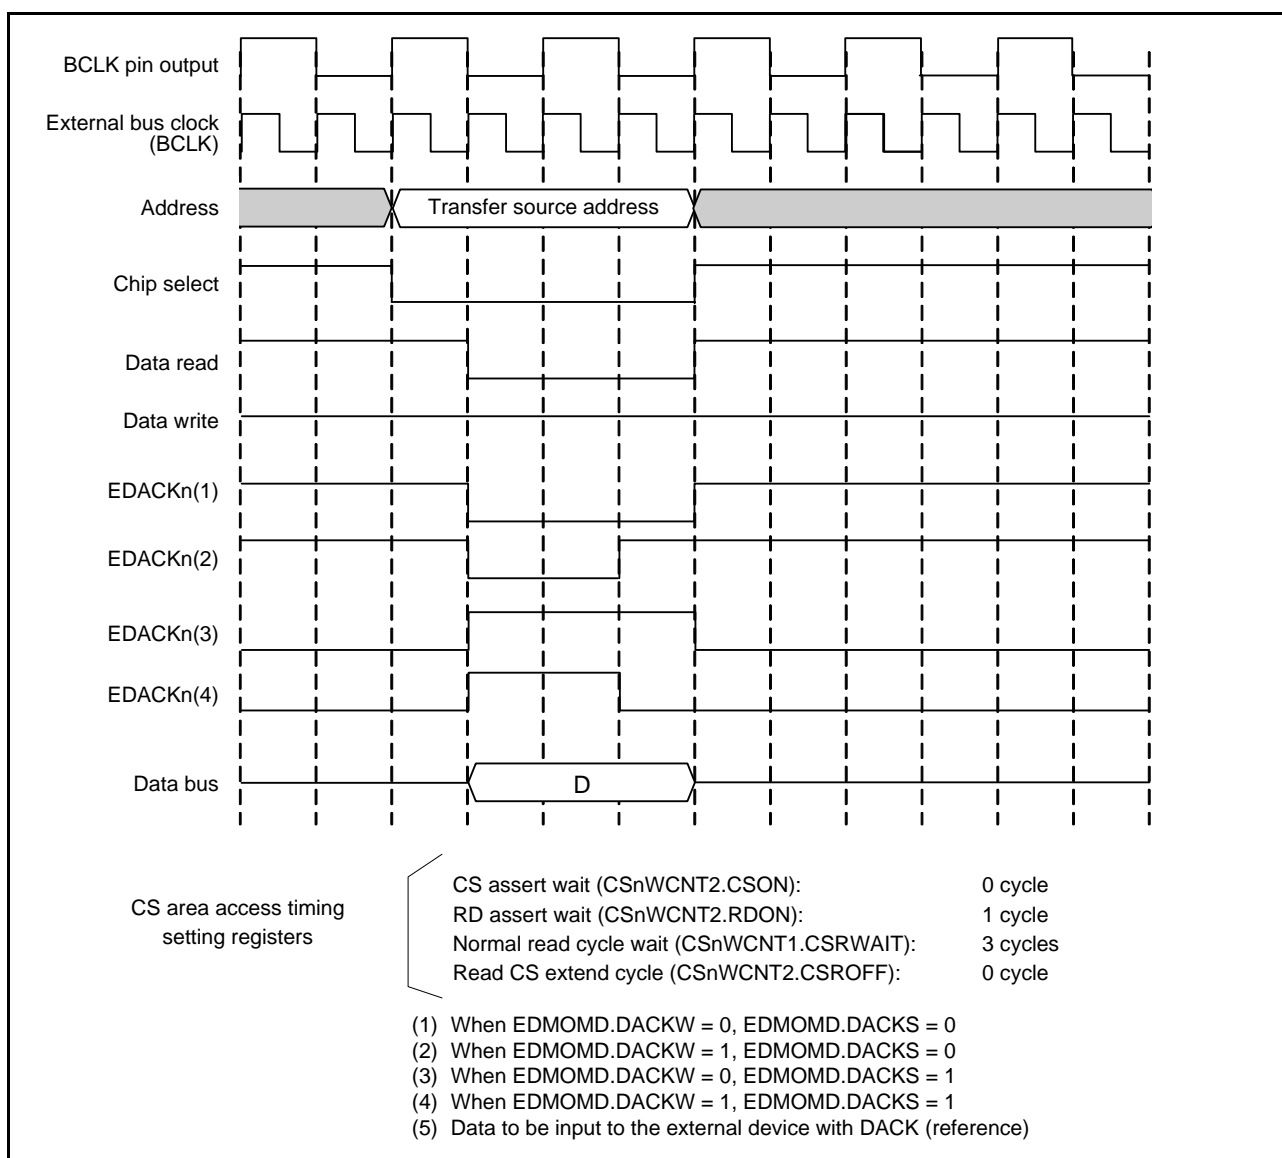 BCLK pin output
External bus clock
(BCLK)
Address
Transfer source address
Chip select
Data read
Data write
EDACKn(1)
EDACKn(2)
EDACKn(3)
EDACKn(4)
Data bus
D
CS area access timing
setting registers
CS assert wait (CSnWCNT2.CSON): 0 cycle
RD assert wait (CSnWCNT2.RDON): 1 cycle
Normal read cycle wait (CSnWCNT1.CSRWAIT): 3 cycles
Read CS extend cycle (CSnWCNT2.CSROFF): 0 cycle
(1) When EDMOMD.DACKW = 0, EDMOMD.DACKS = 0
(2) When EDMOMD.DACKW = 1, EDMOMD.DACKS = 0
(3) When EDMOMD.DACKW = 0, EDMOMD.DACKS = 1
(4) When EDMOMD.DACKW = 1, EDMOMD.DACKS = 1
(5) Data to be input to the external device with DACK (reference)